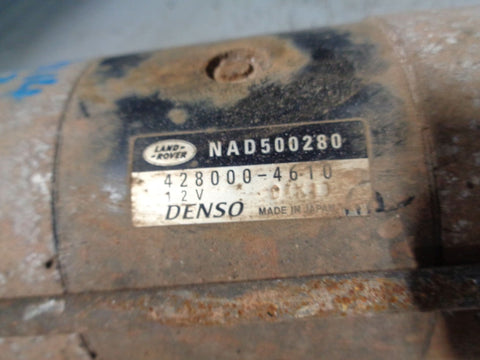 LAND-
-ROVER
NAD500280
428000-4610
12V
DENSO MADE IN JAPAN